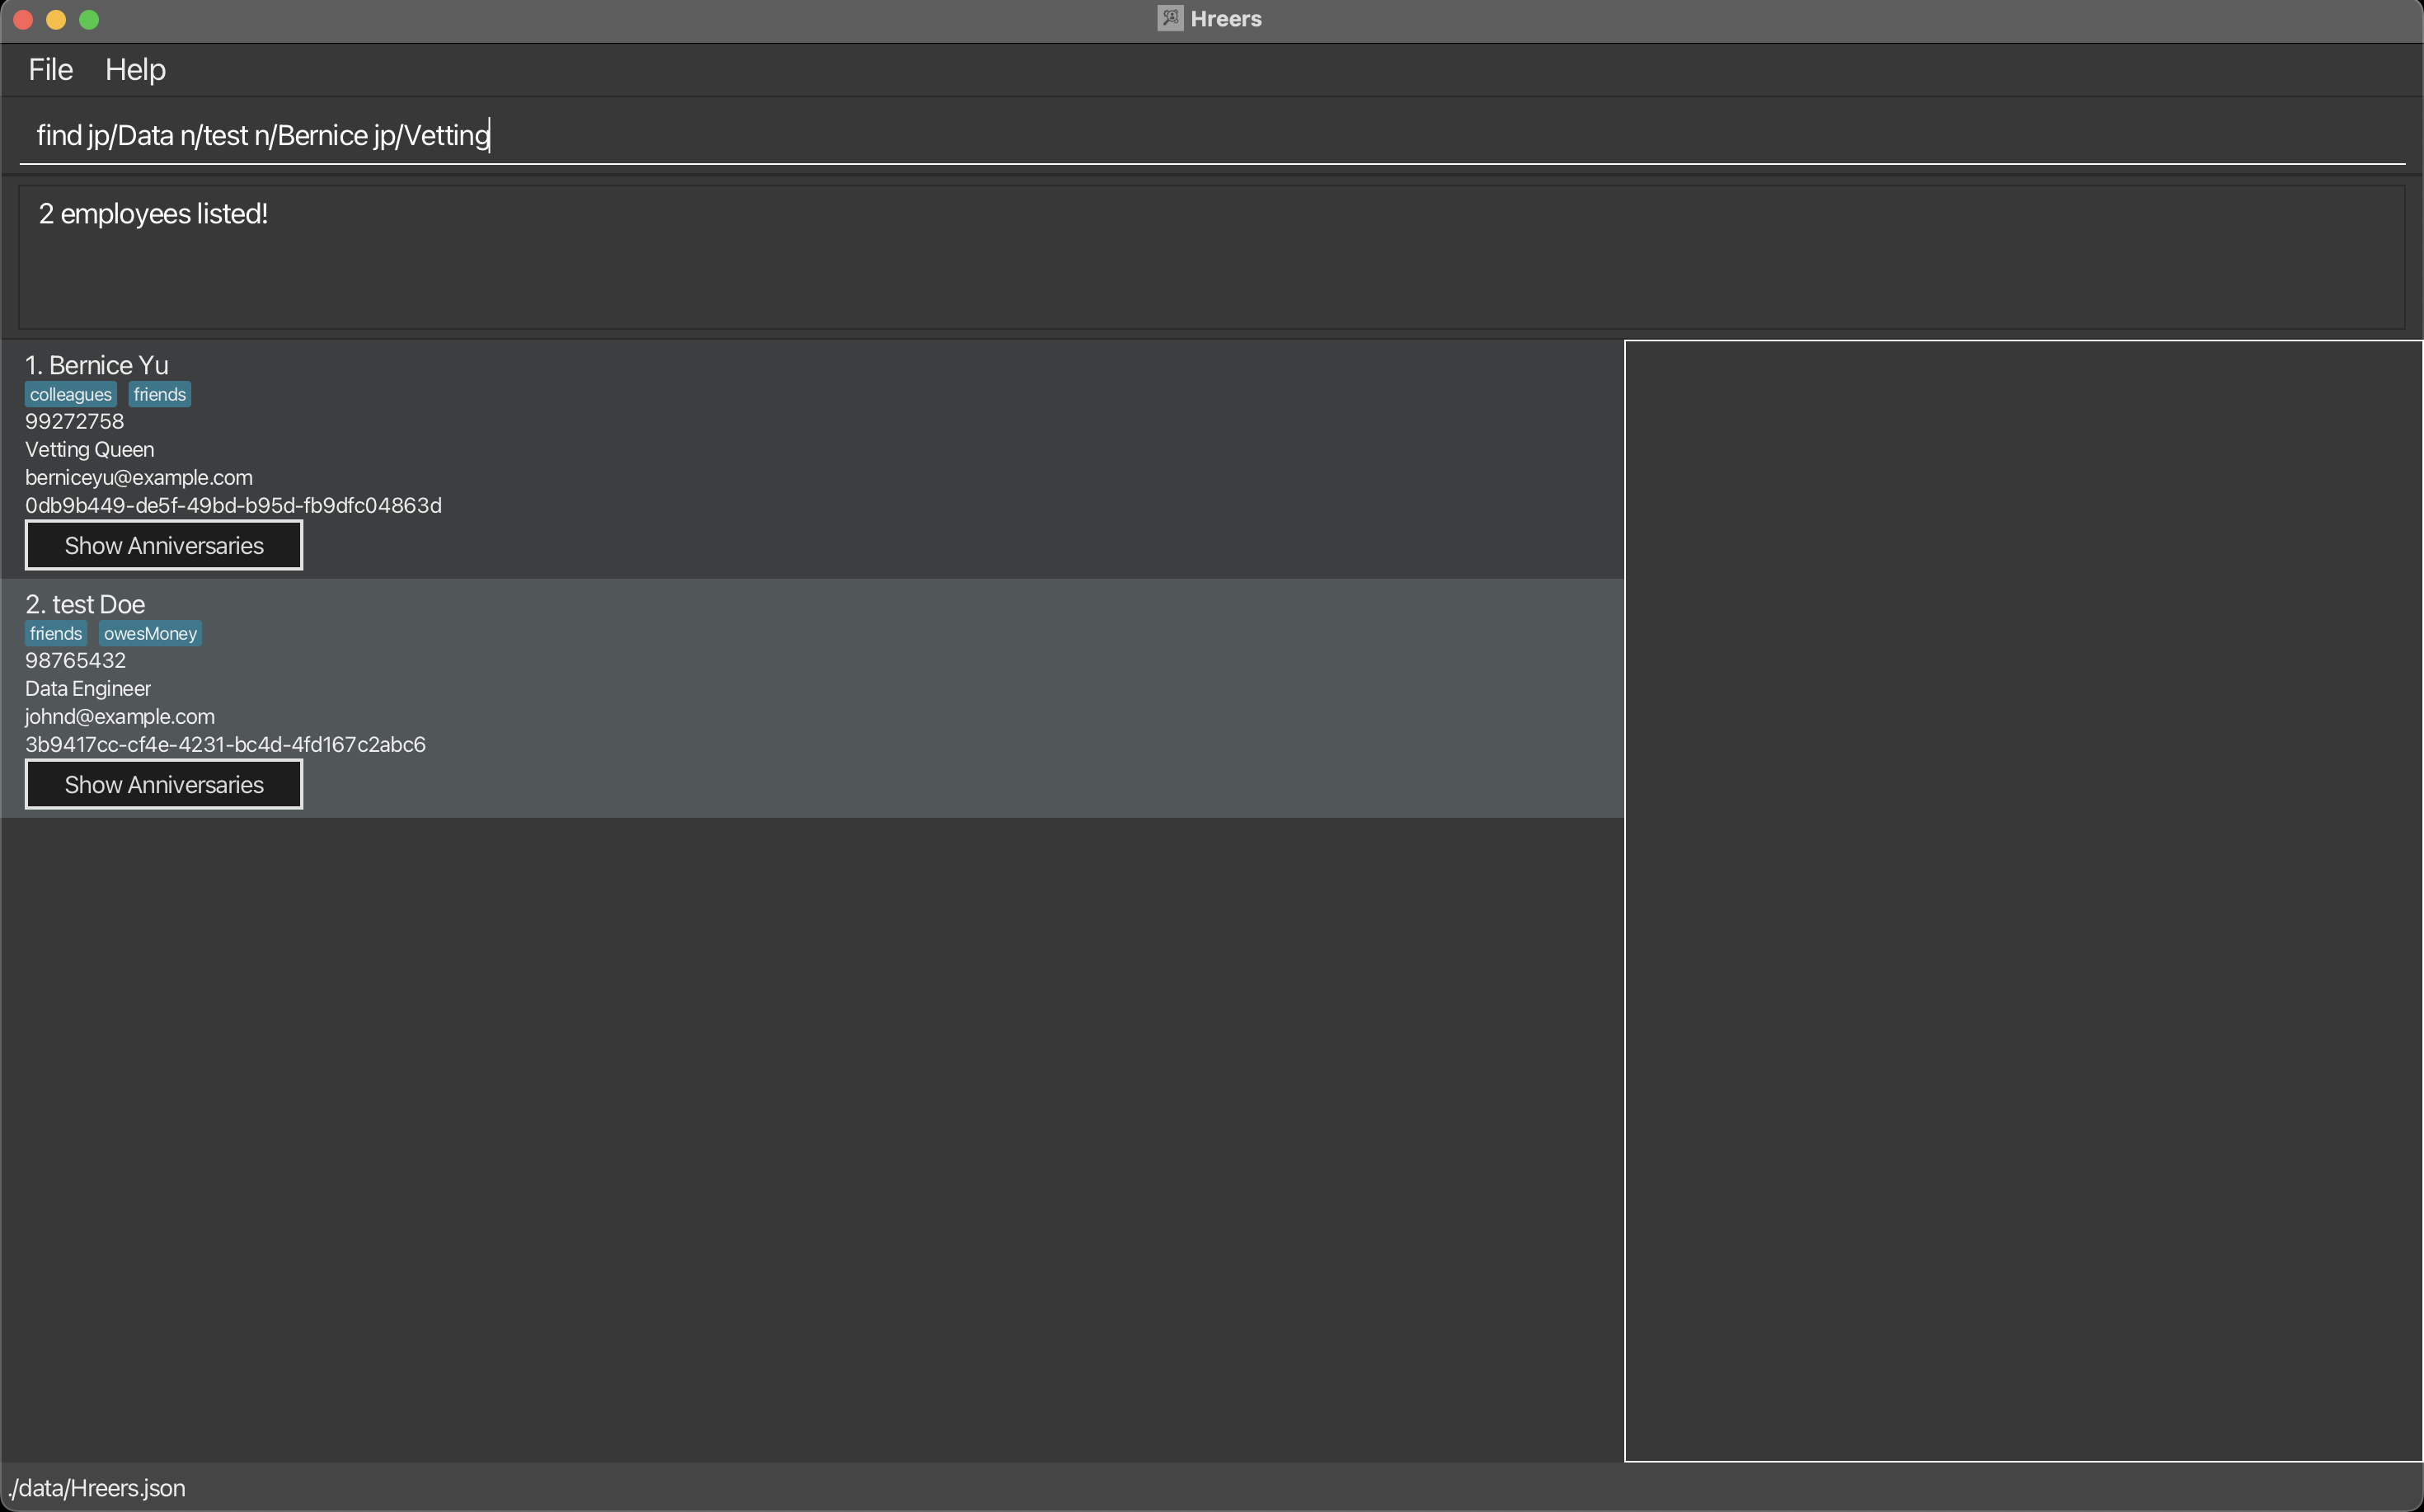 Hreers
File Help
find jp/Data n/test n/Bernice jp/Vetting
2 employees listed!
1. Bernice Yu
colleagues friends
99272758
Vetting Queen
berniceyu@example.com
0db9b449-de5f-49bd-b95d-fb9dfc04863d
Show Anniversaries
2. test Doe
friends owesMoney
98765432
Data Engineer
johnd@example.com
3b9417cc-cf4e-4231-bc4d-4fd167c2abc6
Show Anniversaries
./data/Hreers.json